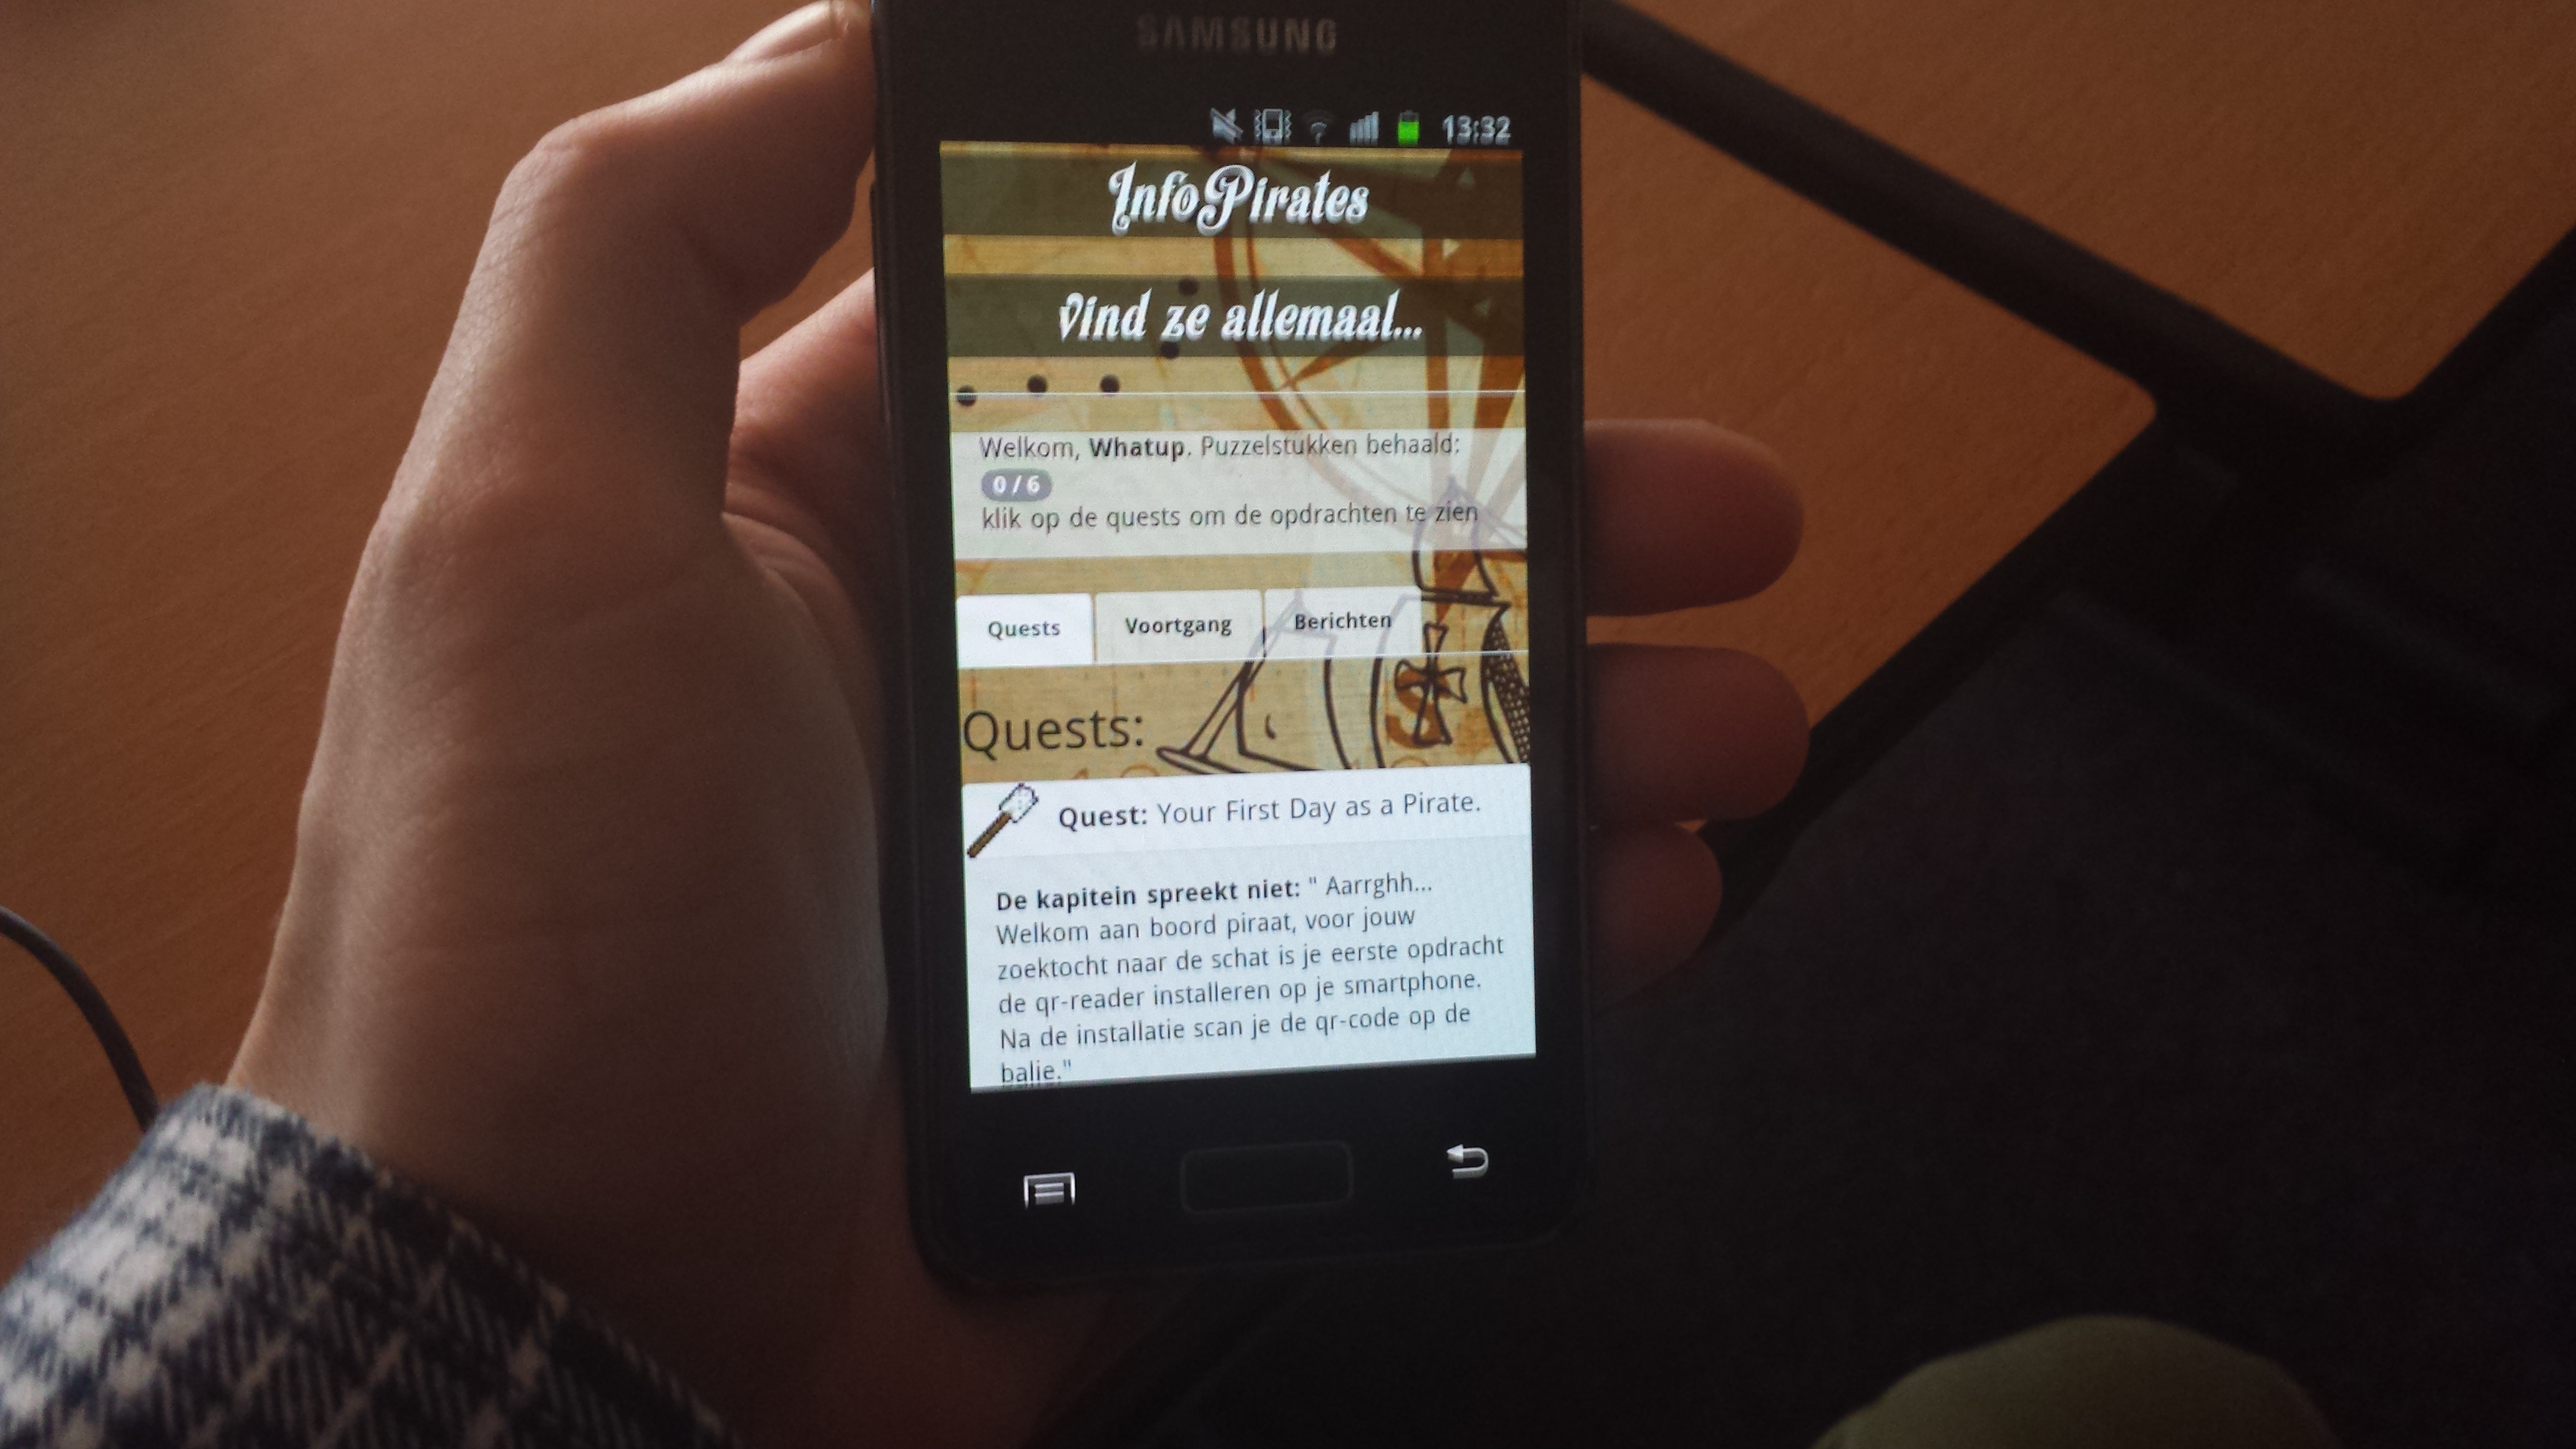 SAMSUNG
13:32
InfoPirates
Vind ze allemaal...
Welkom, Whatup. Puzzelstukken behaald:
0 / 6
klik op de quests om de opdrachten te zien
Quests Voortgang Berichten
Quests:
Quest: Your First Day as a Pirate.
De kapitein spreekt niet: " Aarrghh...
Welkom aan boord piraat, voor jouw
zoektocht naar de schat is je eerste opdracht
de qr-reader installeren op je smartphone.
Na de installatie scan je de qr-code op de
balie."